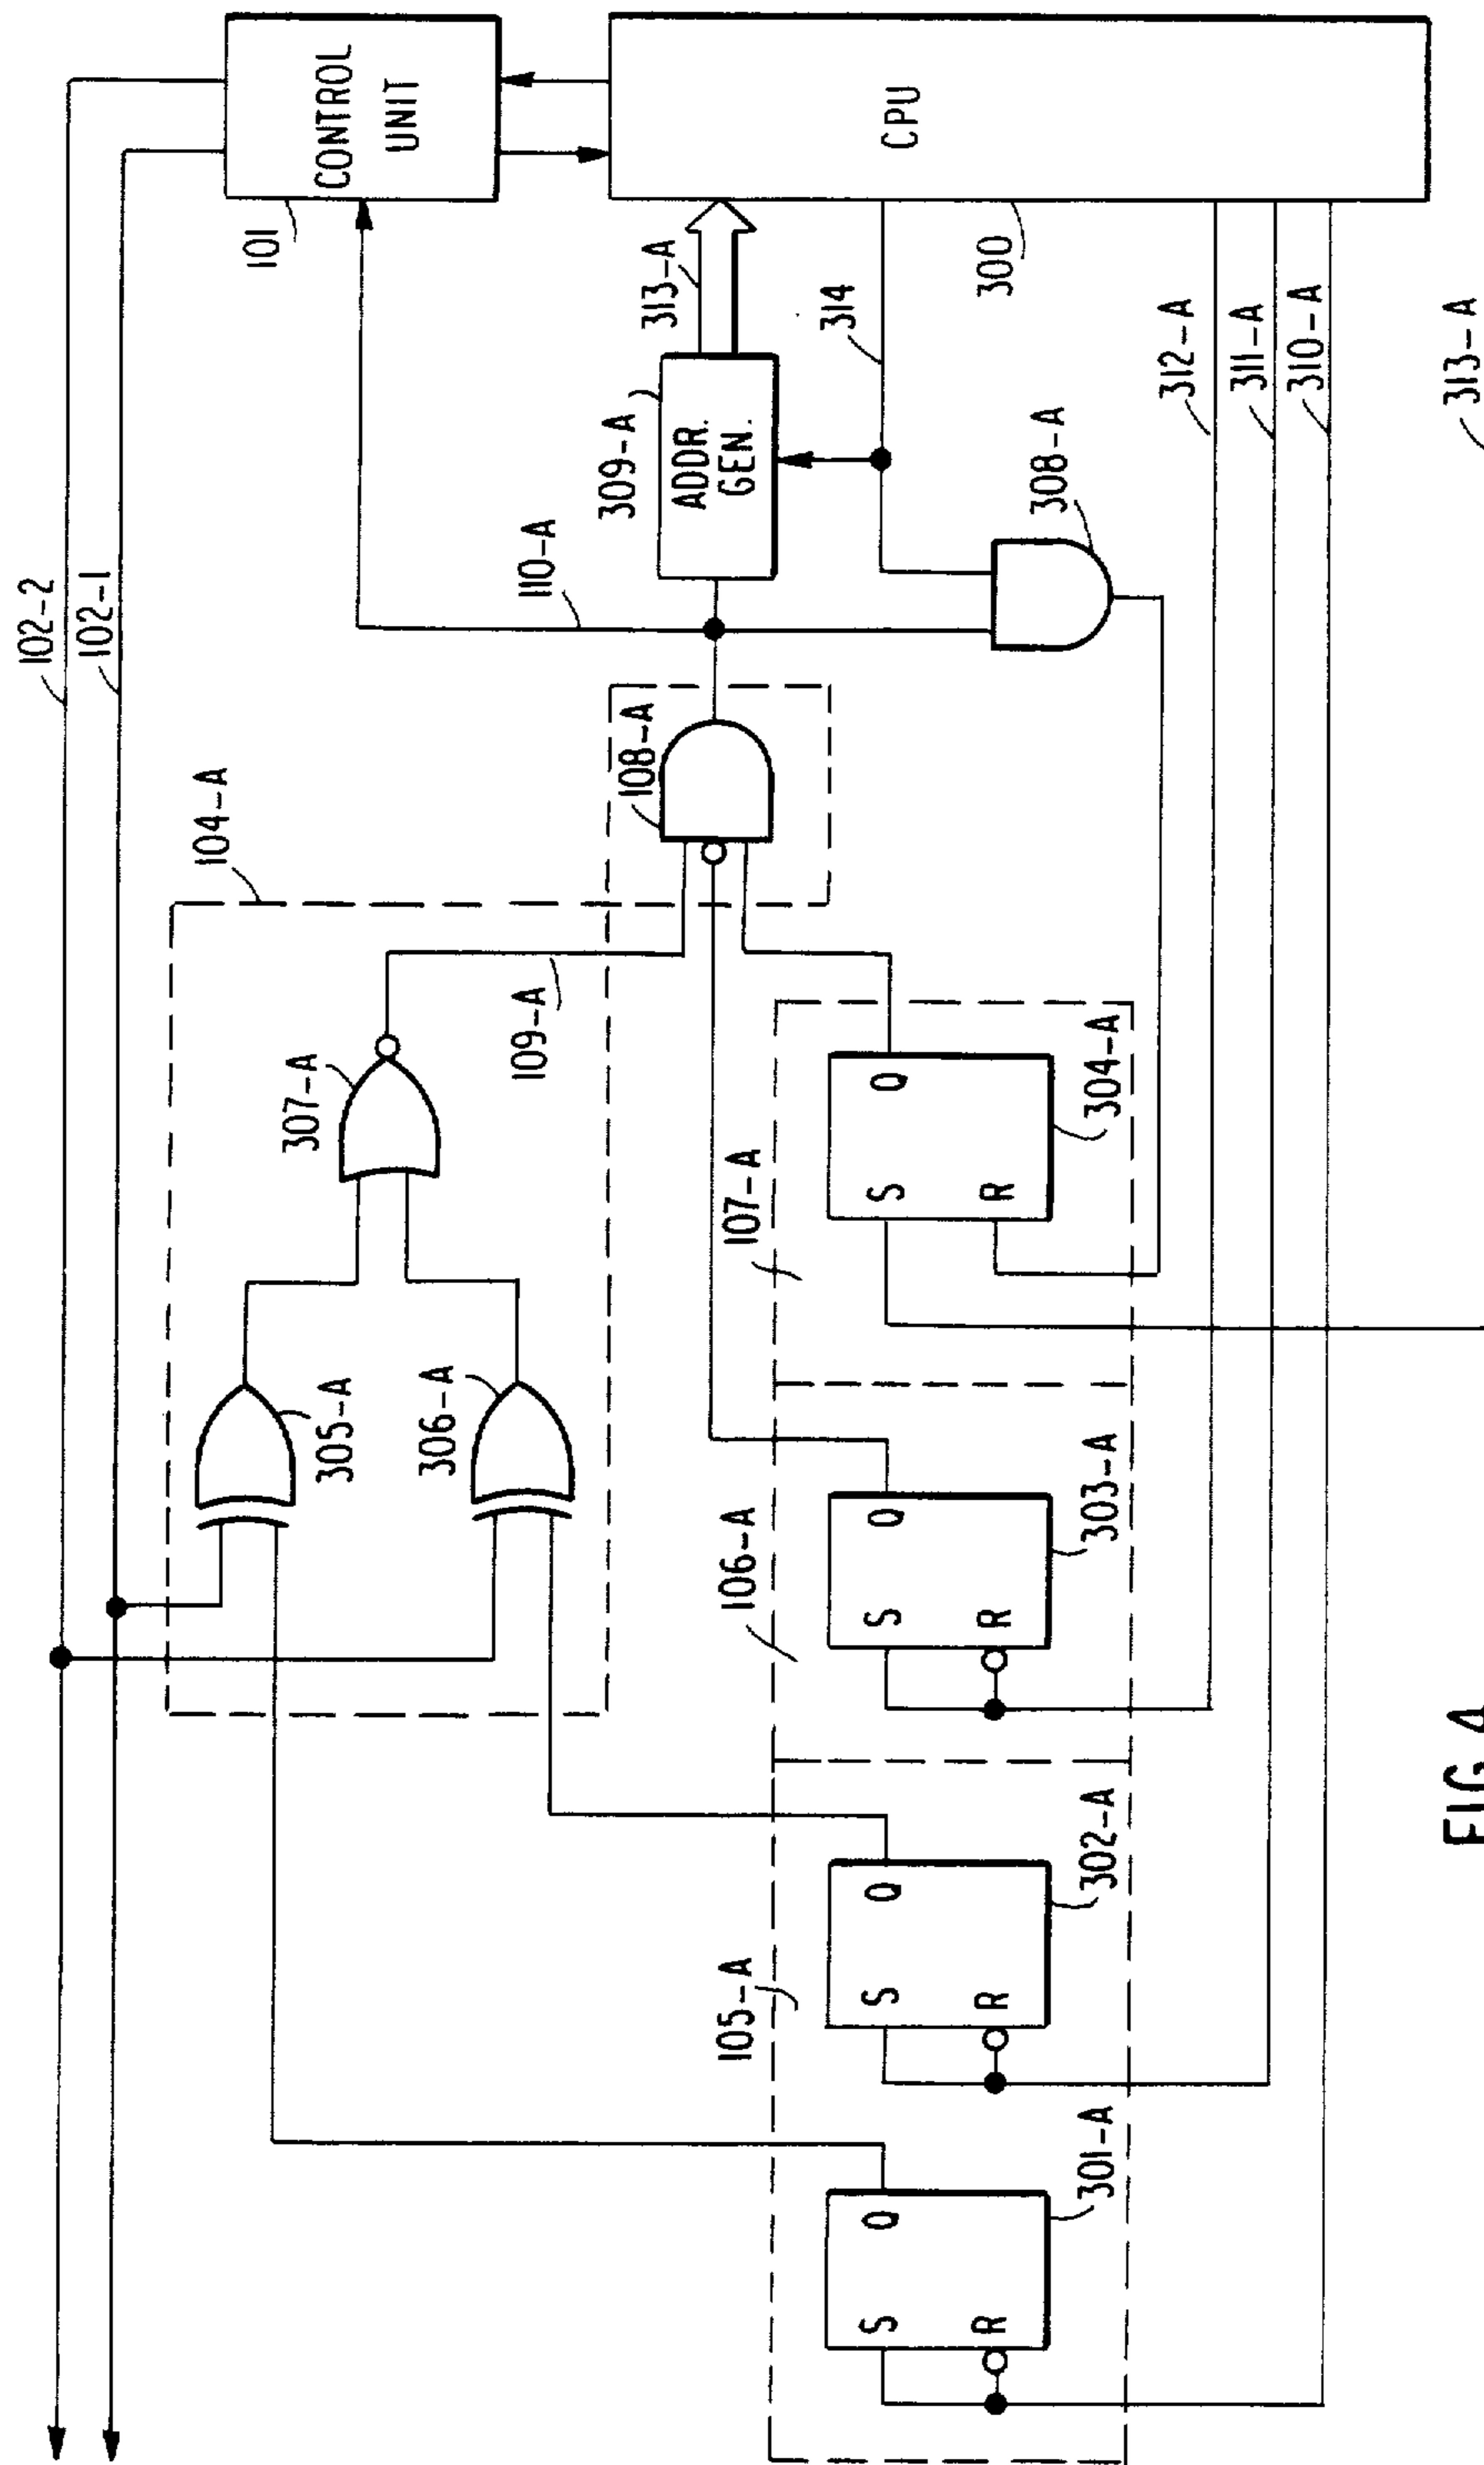 102-2
102-1
CONTROL
UNIT
101
CPU
300
313-A
314
309-A
ADDR.
GEN.
110-A
308-A
312-A
311-A
310-A
313-A
104-A
108-A
109-A
307-A
107-A
S
Q
R
304-A
305-A
306-A
106-A
S
Q
R
303-A
105-A
S
Q
R
302-A
S
Q
R
301-A
FIG. 4